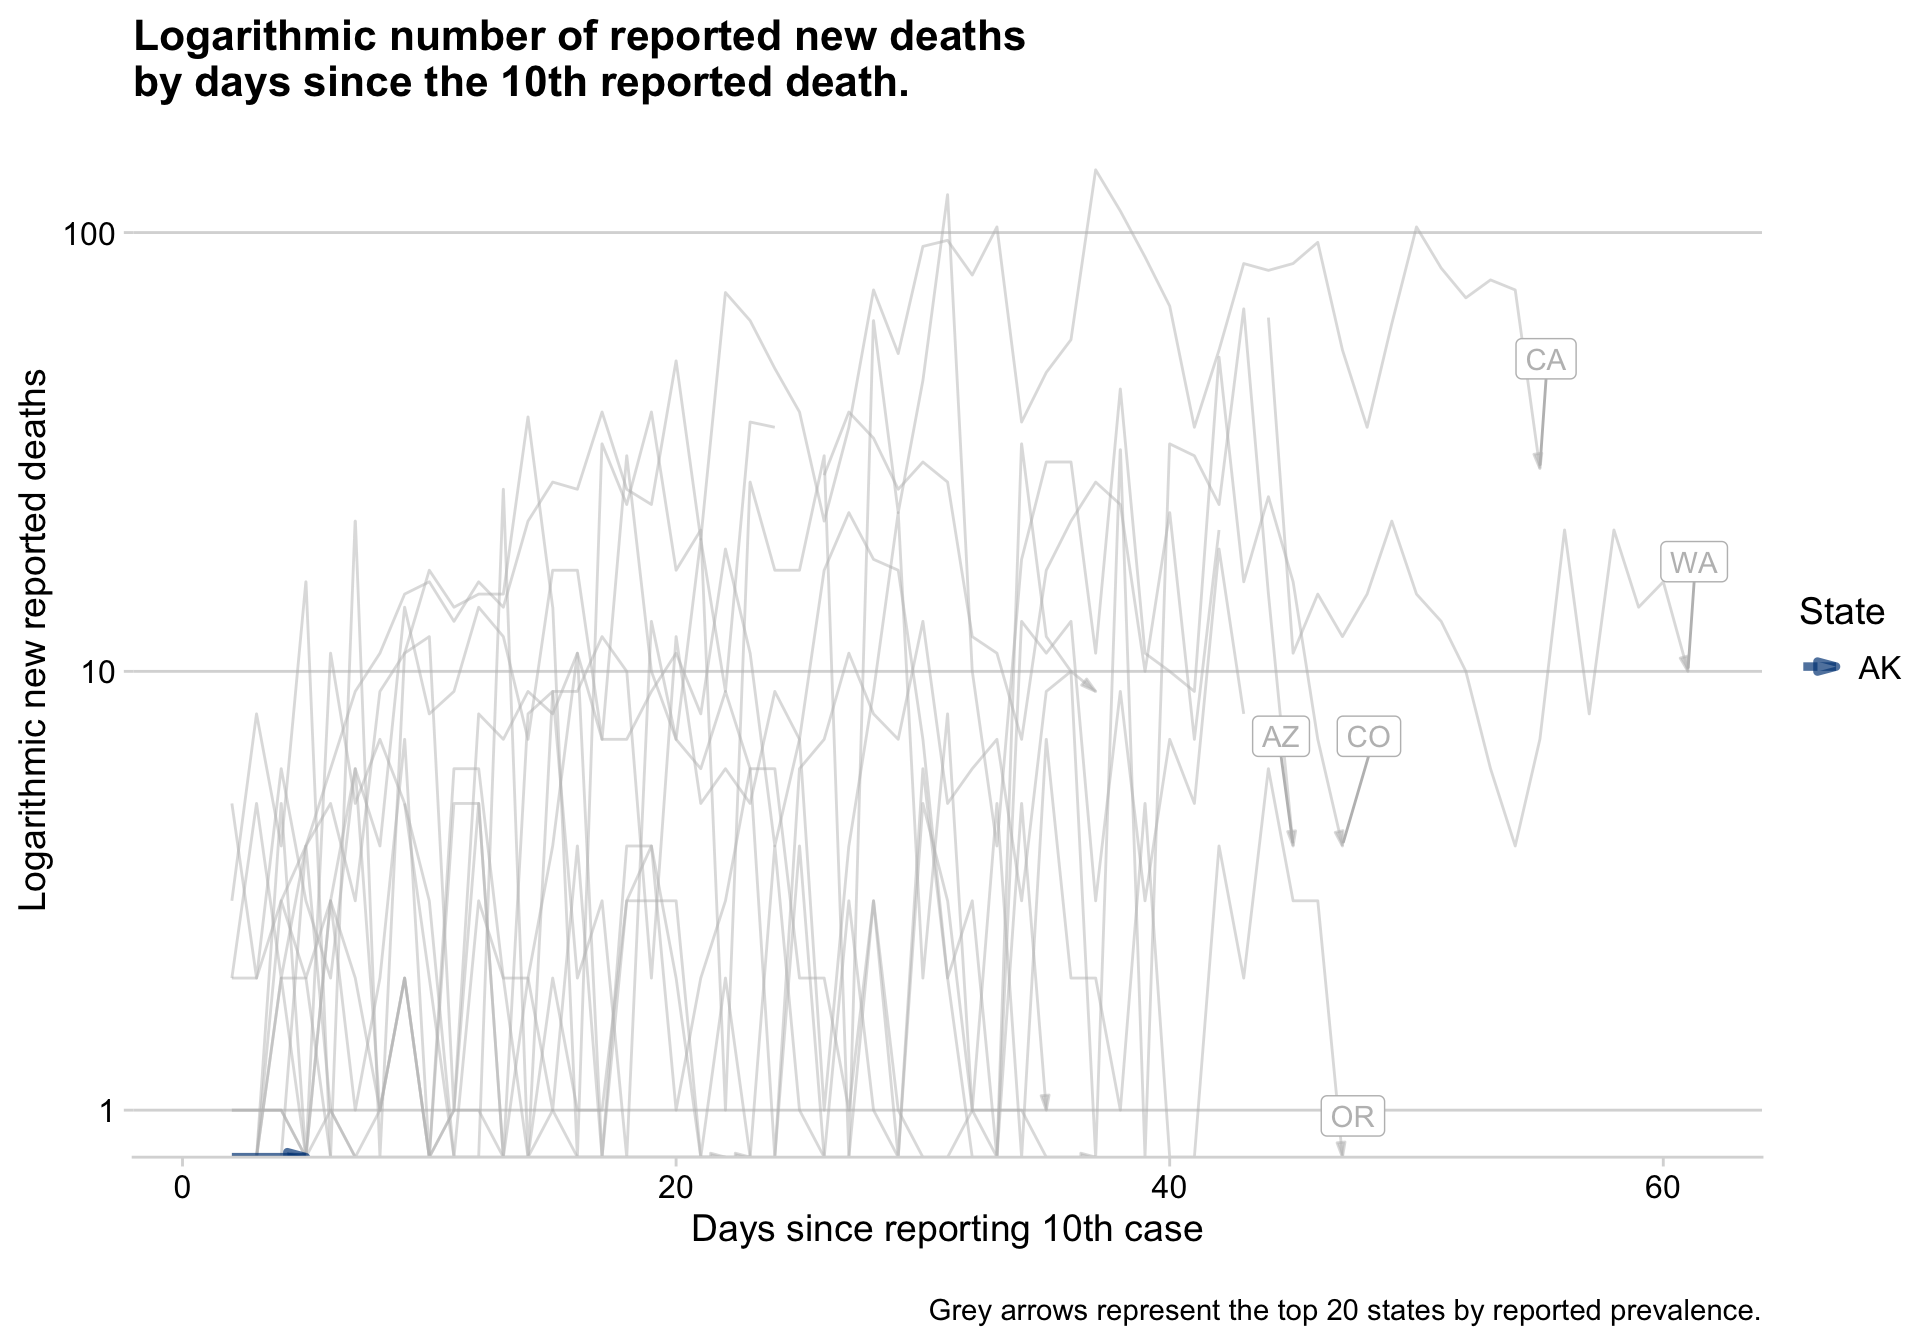 Logarithmic number of reported new deaths
by days since the 10th reported death.
Logarithmic new reported deaths
100
10
1
CA
WA
AZ
CO
OR
State
AK
0
20
40
60
Days since reporting 10th case
Grey arrows represent the top 20 states by reported prevalence.